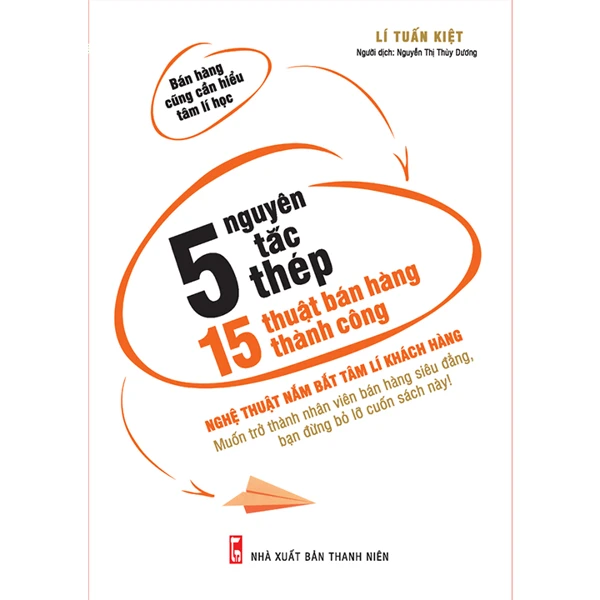 LÍ TUẤN KIỆT
Người dịch: Nguyễn Thị Thùy Dương
Bán hàng
cũng cần hiểu
tâm lí học
5 nguyên
tắc
thép
15 thuật bán hàng
thành công
NGHỆ THUẬT NẮM BẮT TÂM LÍ KHÁCH HÀNG
Muốn trở thành nhân viên bán hàng siêu đẳng,
bạn đừng bỏ lỡ cuốn sách này!
NHÀ XUẤT BẢN THANH NIÊN